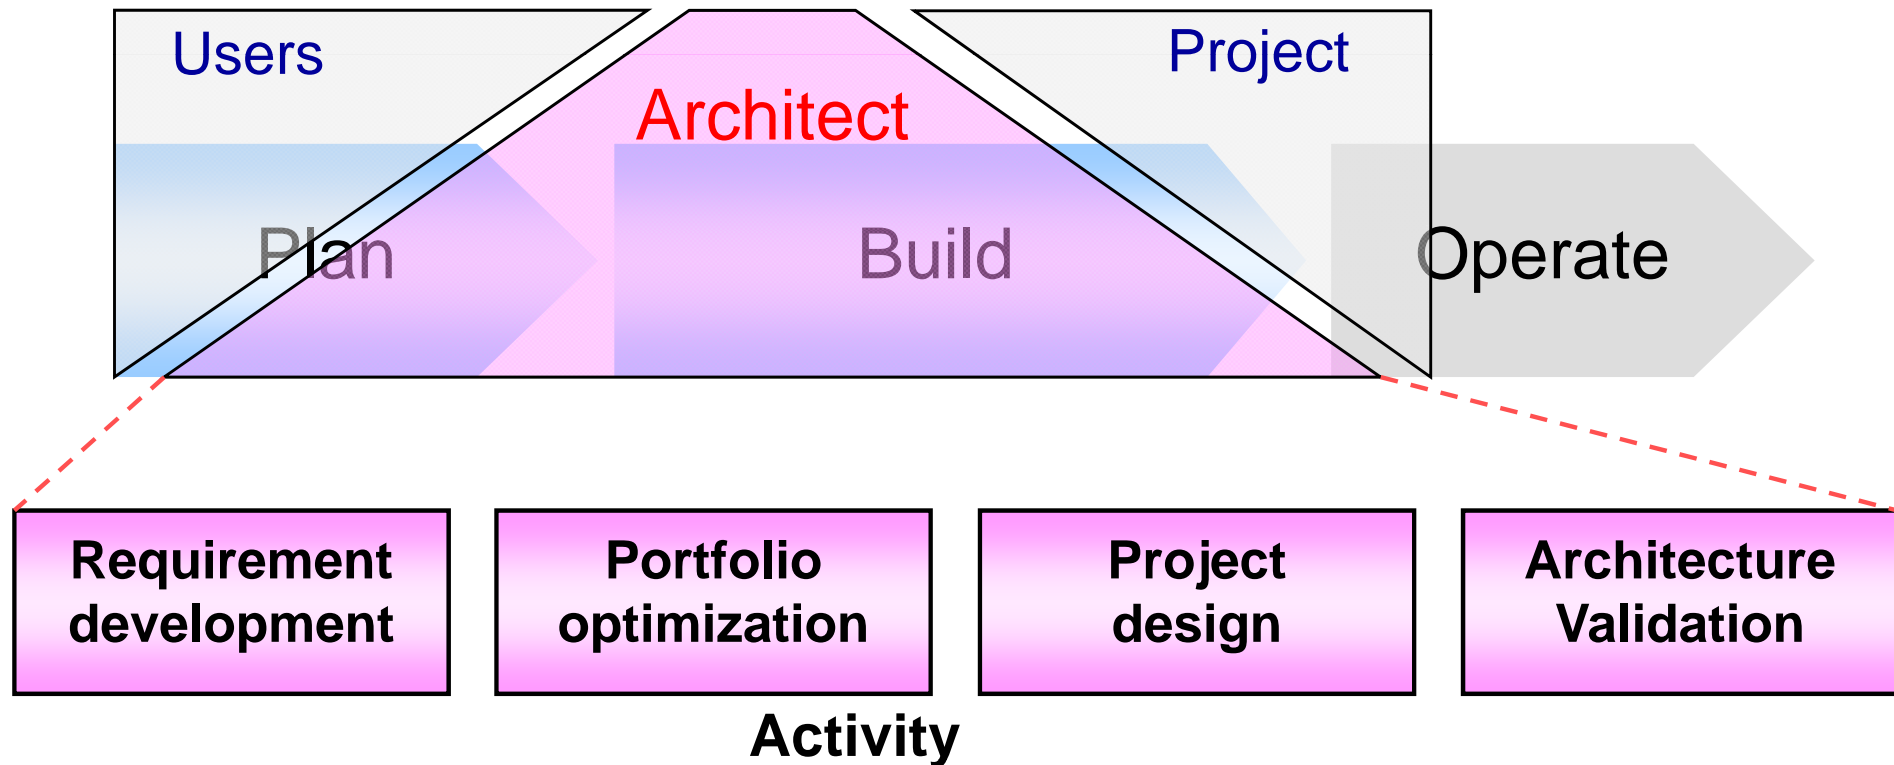 Users
Project
Architect
Plan
Build
Operate
Requirement
development
Portfolio
optimization
Project
design
Architecture
Validation
Activity